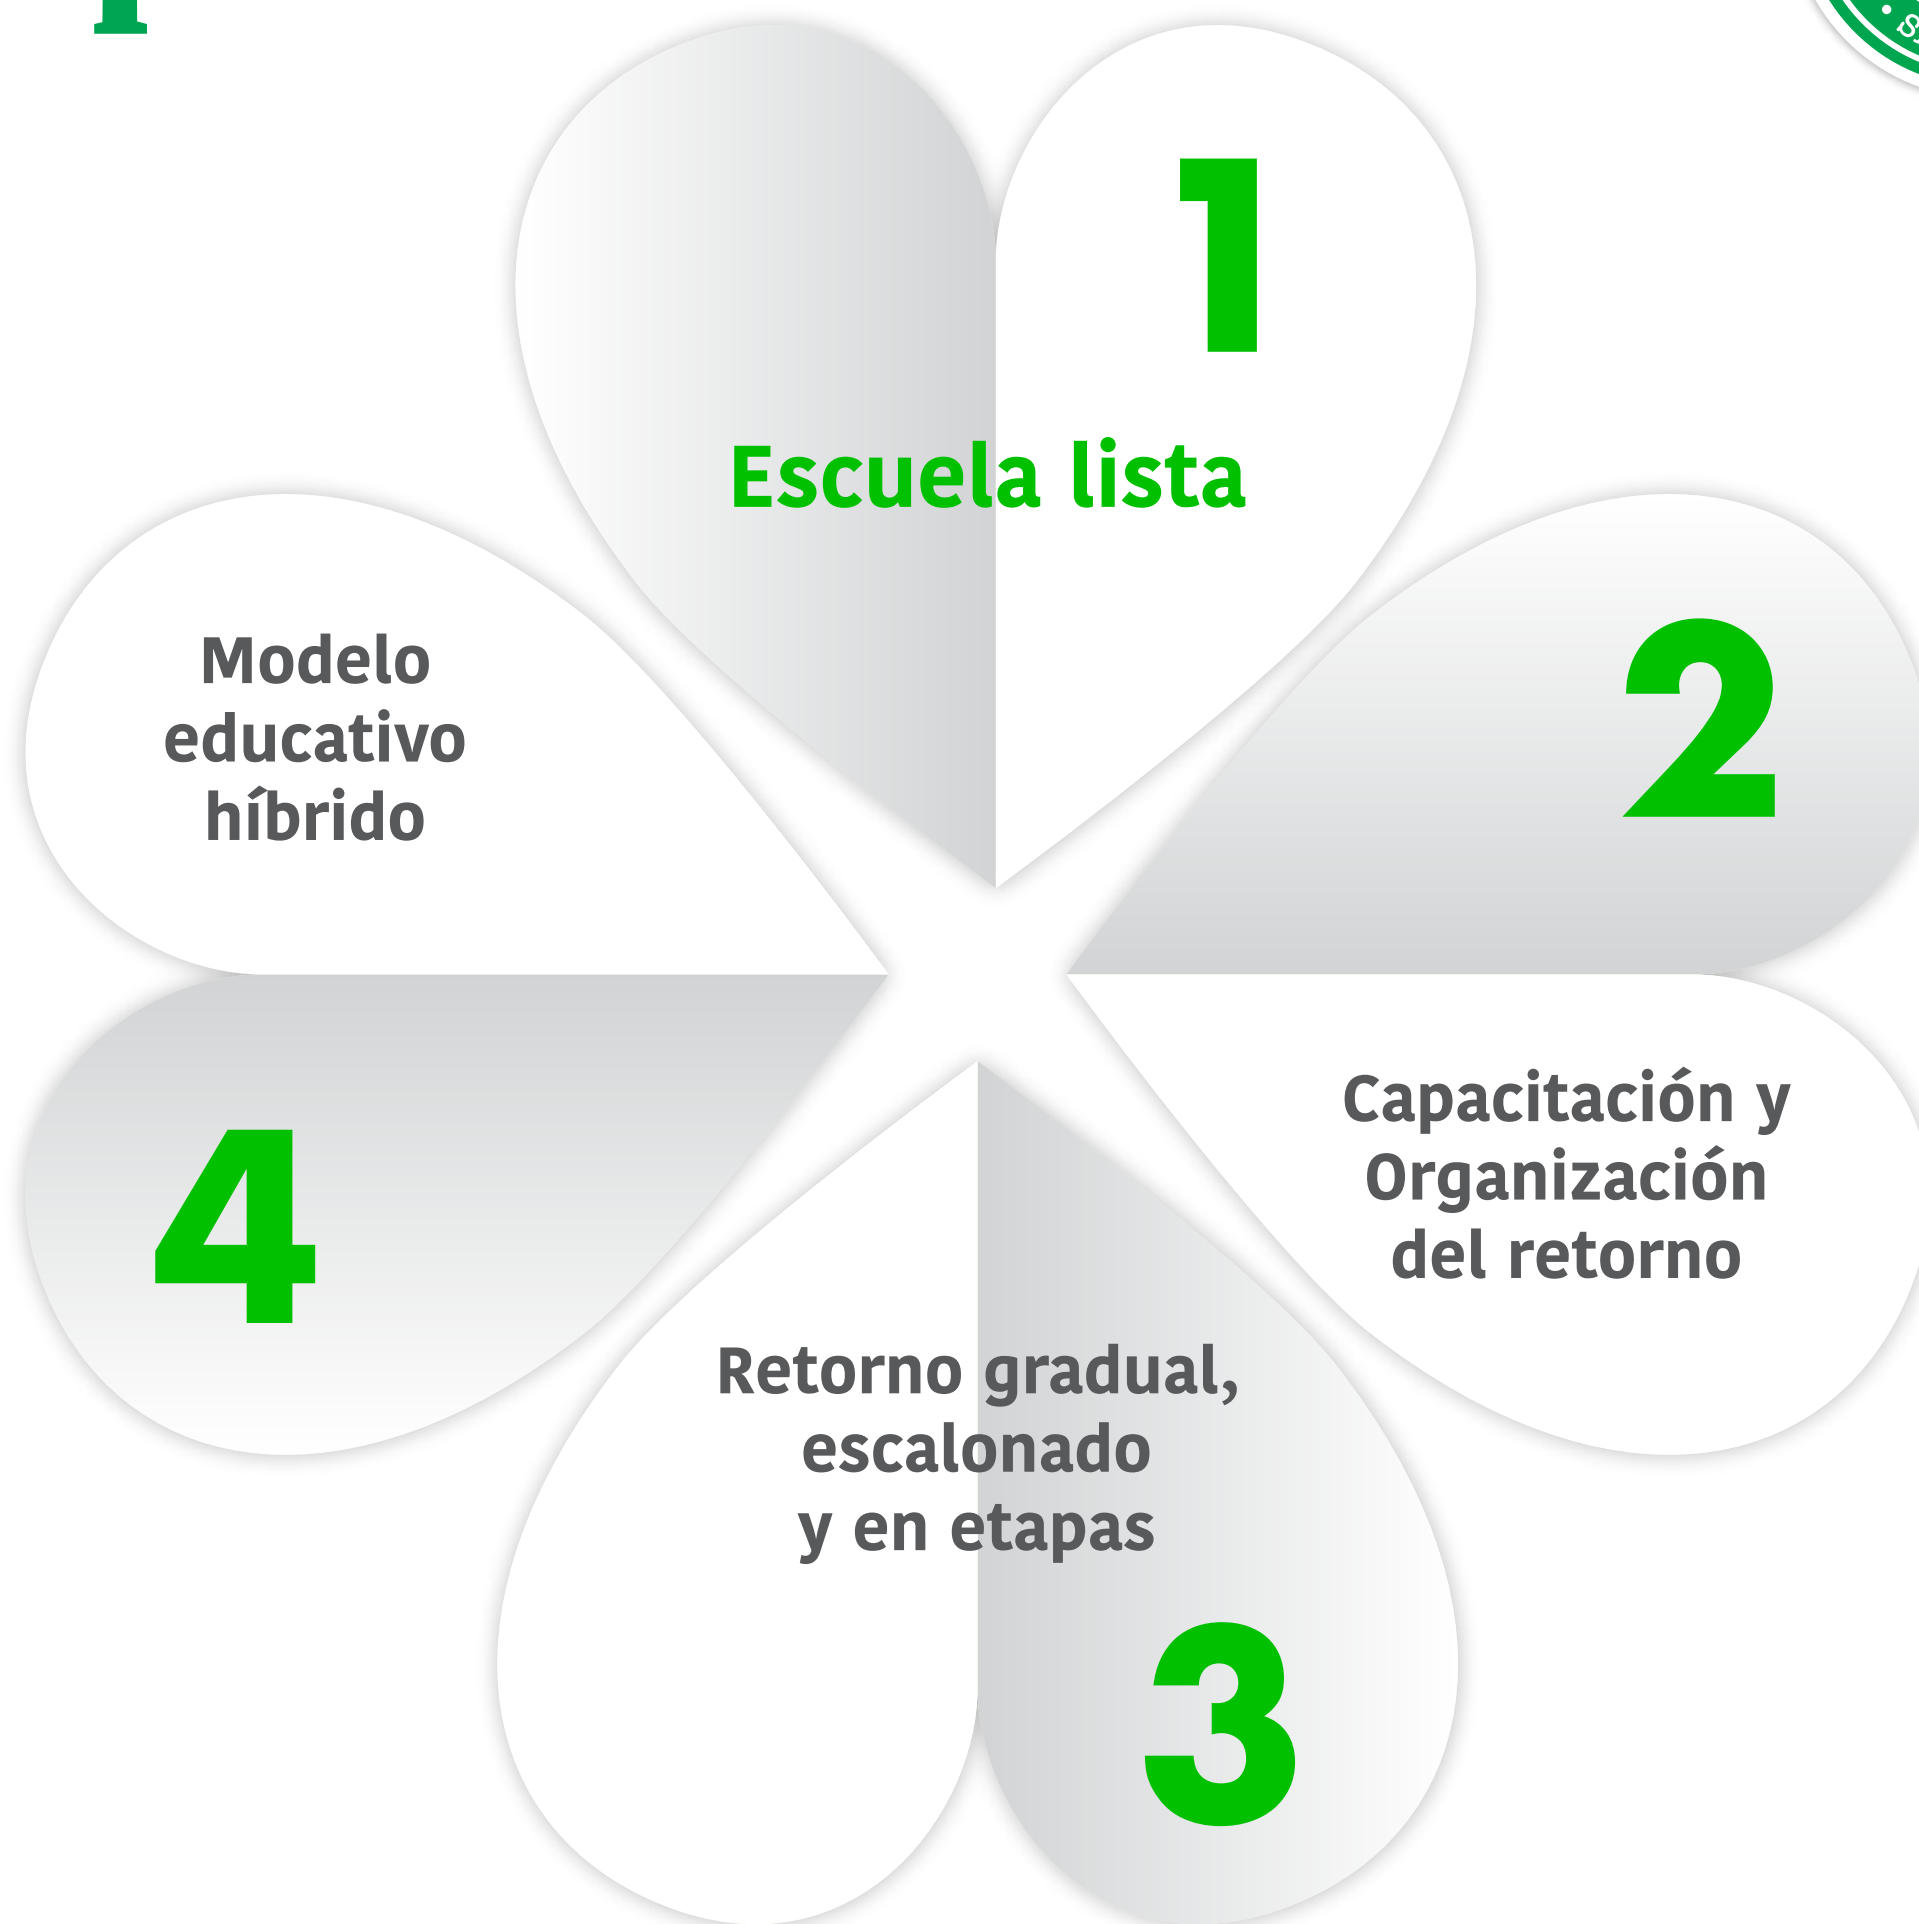 1
Escuela lista
2
Capacitación y
Organización
del retorno
Retorno gradual,
escalonado
y en etapas
3
Modelo
educativo
híbrido
4